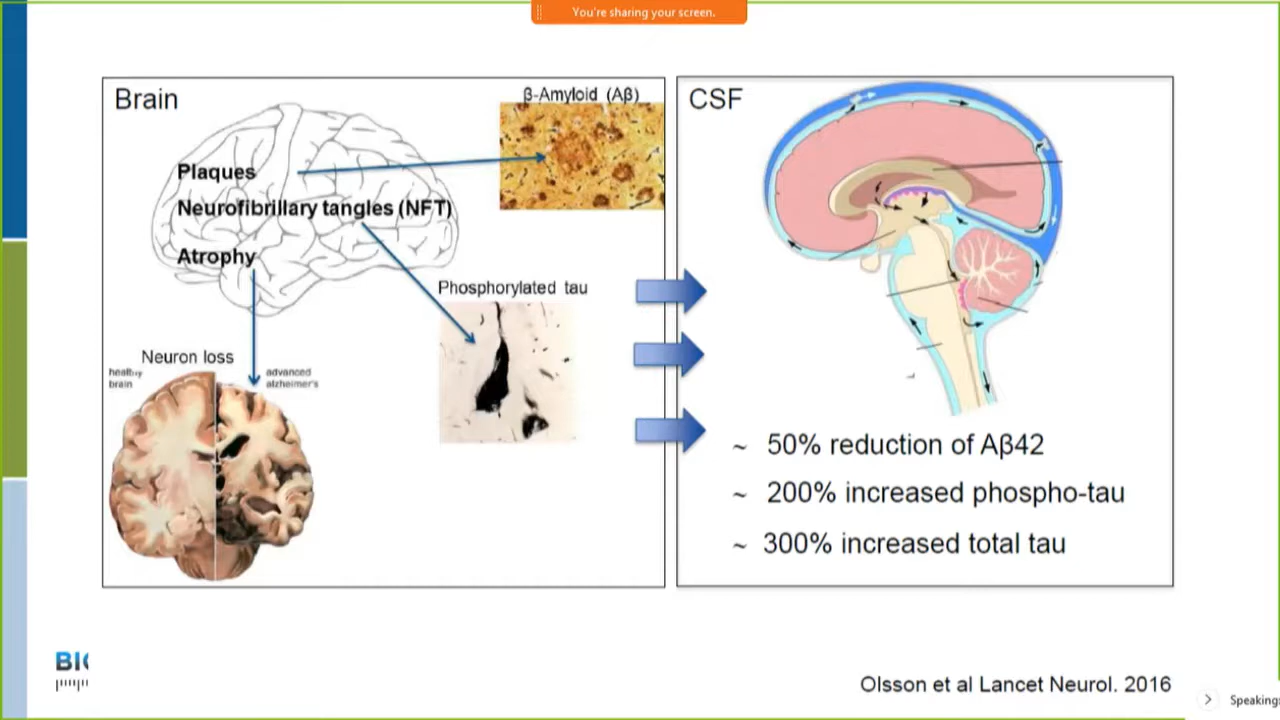 You're sharing your screen.
Brain
β-Amyloid (Aβ)
Plaques
Neurofibrillary tangles (NFT)
Atrophy
Phosphorylated tau
Neuron loss
healthy
brain
advanced
alzheimer's
CSF
~ 50% reduction of Aβ42
~ 200% increased phospho-tau
~ 300% increased total tau
Olsson et al Lancet Neurol. 2016
Speaking: